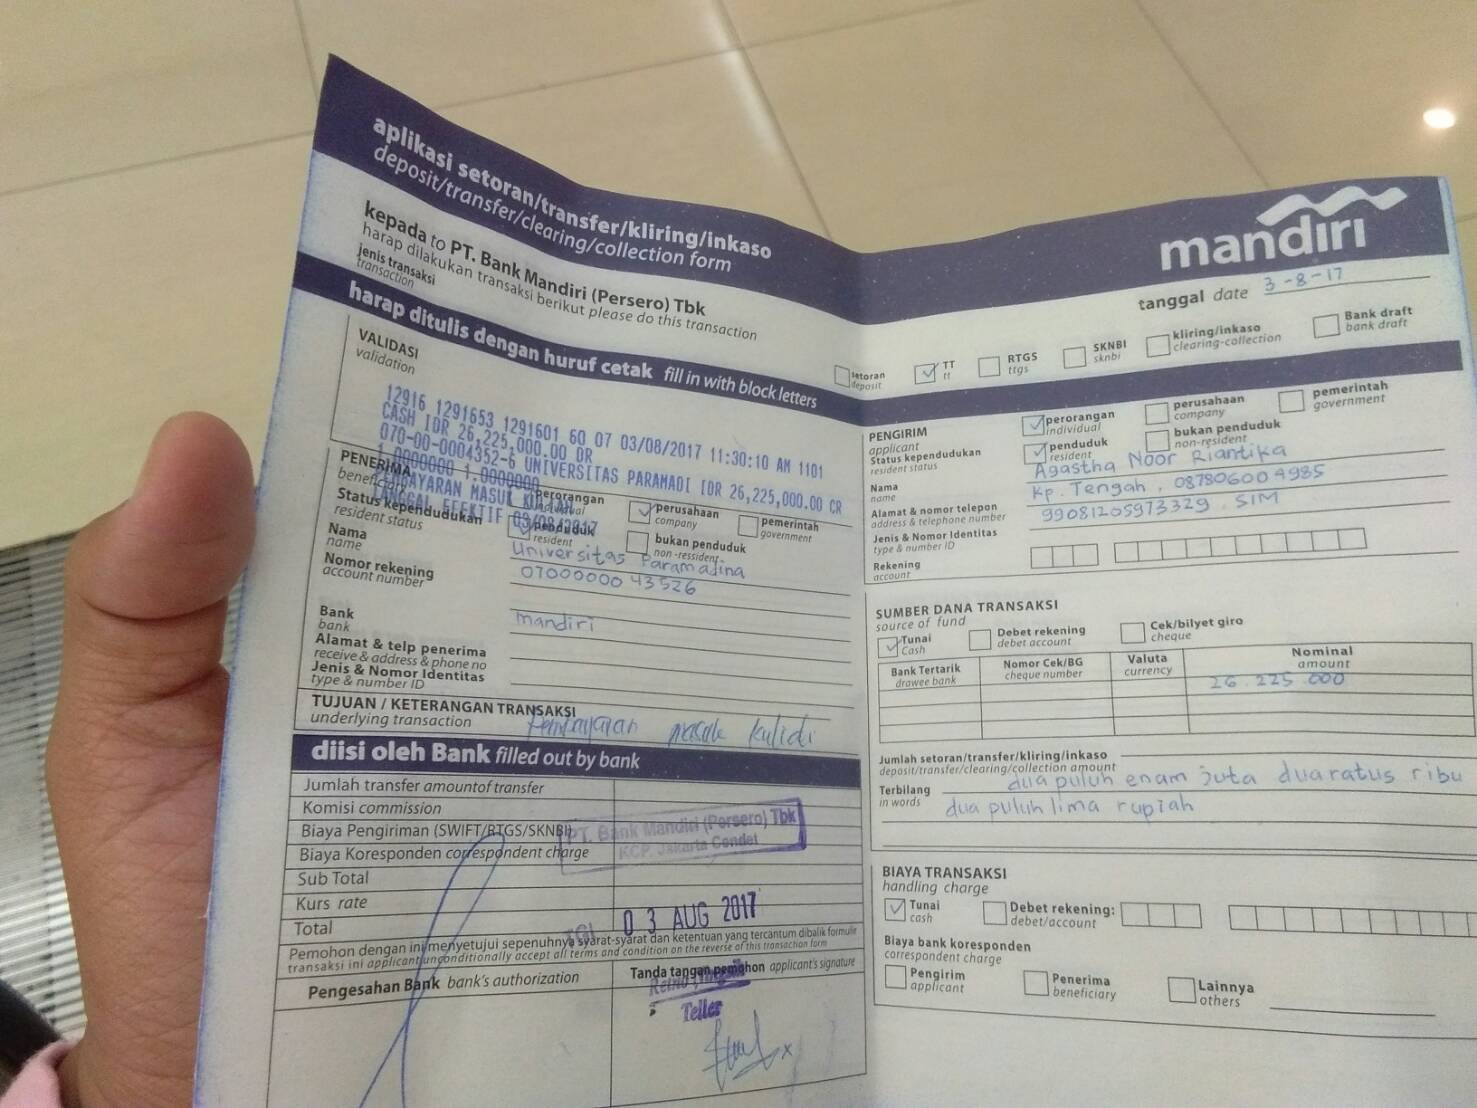 aplikasi setoran/transfer/kliring/inkaso
deposit/transfer/clearing/collection form
mandiri
kepada to PT. Bank Mandiri (Persero) Tbk
harap dilakukan transaksi berikut please do this transaction
jenis transaksi
transaction
tanggal date 3-8-17
setoran
deposit
TT
tt
RTGS
ttgs
SKNBI
sknbi
kliring/inkaso
clearing-collection
Bank draft
bank draft
harap ditulis dengan huruf cetak fill in with block letters
VALIDASI
validation
12916 1291653 1291601 60 07 03/08/2017 11:30:10 AM 1101
CASH IDR 26,225,000.00 DR
070-00-0004352-6 UNIVERSITAS PARAMADI IDR 26,225,000.00 CR
1.0000000 1.0000000
PEMBAYARAN MASUK KULIAH
TANGGAL EFEKTIF 03/08/2017
PENERIMA
beneficiary
perorangan
individual
perusahaan
company
pemerintah
government
Status kependudukan
resident status
penduduk
resident
bukan penduduk
non-ressident
Nama
name
Universitas Paramadina
Nomor rekening
account number
0700000043526
Bank
bank
mandiri
Alamat & telp penerima
receive & address & phone no
Jenis & Nomor Identitas
type & number ID
TUJUAN / KETERANGAN TRANSAKSI
underlying transaction
Pembayaran masuk
diisi oleh Bank filled out by bank
Jumlah transfer amountof transfer
Komisi commission
Biaya Pengiriman (SWIFT/RTGS/SKNBI)
Biaya Koresponden correspondent charge
Sub Total
Kurs rate
Total
PT. Bank Mandiri (Persero) Tbk
KCP. Jakarta Condet
TGL 03 AUG 2017
Pemohon dengan ini menyetujui sepenuhnya syarat-syarat dan ketentuan yang tercantum dibalik formulir
transaksi ini applicant unconditionally accept all terms and condition on the reverse of this transaction form
Pengesahan Bank bank's authorization
Tanda tangan pemohon applicant's signature
Teller
PENGIRIM
applicant
perorangan
individual
perusahaan
company
pemerintah
government
Status kependudukan
resident status
penduduk
resident
bukan penduduk
non-resident
Nama
name
Agastha Noor Riantika
Alamat & nomor telepon
address & telephone number
Kp. Tengah, 087806004985
Jenis & Nomor Identitas
type & number ID
99081205973329. SIM
Rekening
account
SUMBER DANA TRANSAKSI
source of fund
Tunai
Cash
Debet rekening
debet account
Cek/bilyet giro
cheque
Bank Tertarik
drawee bank
Nomor Cek/BG
cheque number
Valuta
currency
Nominal
amount
26.225.000
Jumlah setoran/transfer/kliring/inkaso
deposit/transfer/clearing/collection amount
Terbilang
in words
dua puluh enam juta duaratus ribu
dua puluh lima rupiah
BIAYA TRANSAKSI
handling charge
Tunai
cash
Debet rekening:
debet/account
Biaya bank koresponden
correspondent charge
Pengirim
applicant
Penerima
beneficiary
Lainnya
others